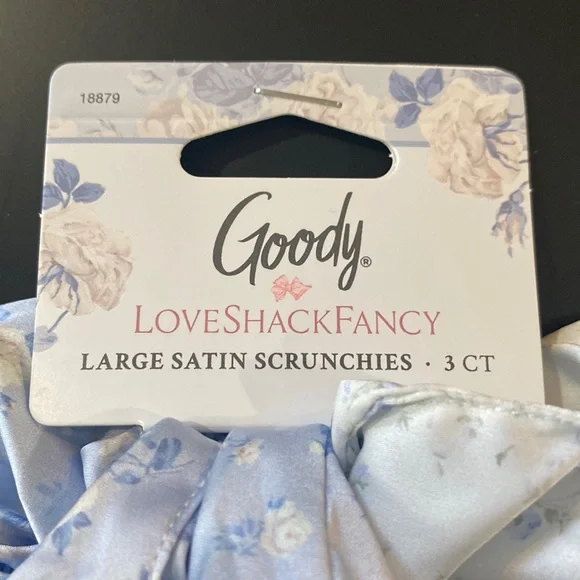 18879
Goody®
LOVESHACKFANCY
LARGE SATIN SCRUNCHIES · 3 CT